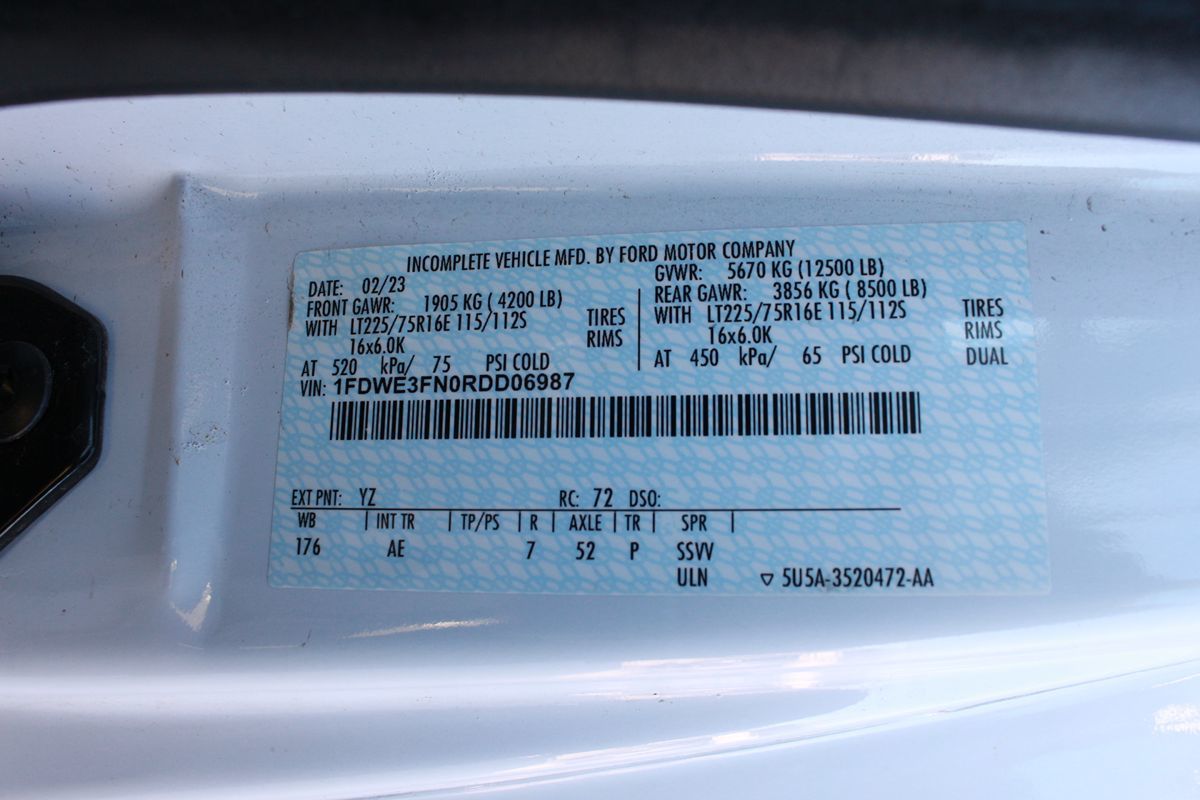 INCOMPLETE VEHICLE MFD. BY FORD MOTOR COMPANY
DATE: 02/23 GVWR: 5670 KG (12500 LB)
FRONT GAWR: 1905 KG ( 4200 LB) REAR GAWR: 3856 KG ( 8500 LB)
WITH LT225/75R16E 115/112S TIRES WITH LT225/75R16E 115/112S TIRES
16x6.0K RIMS 16x6.0K RIMS
AT 520 kPa/ 75 PSI COLD AT 450 kPa/ 65 PSI COLD DUAL
VIN: 1FDWE3FN0RDD06987
EXT PNT: YZ RC: 72 DSO:
WB INT TR TP/PS R AXLE TR SPR
176 AE 7 52 P SSVV
ULN ▽ 5U5A-3520472-AA